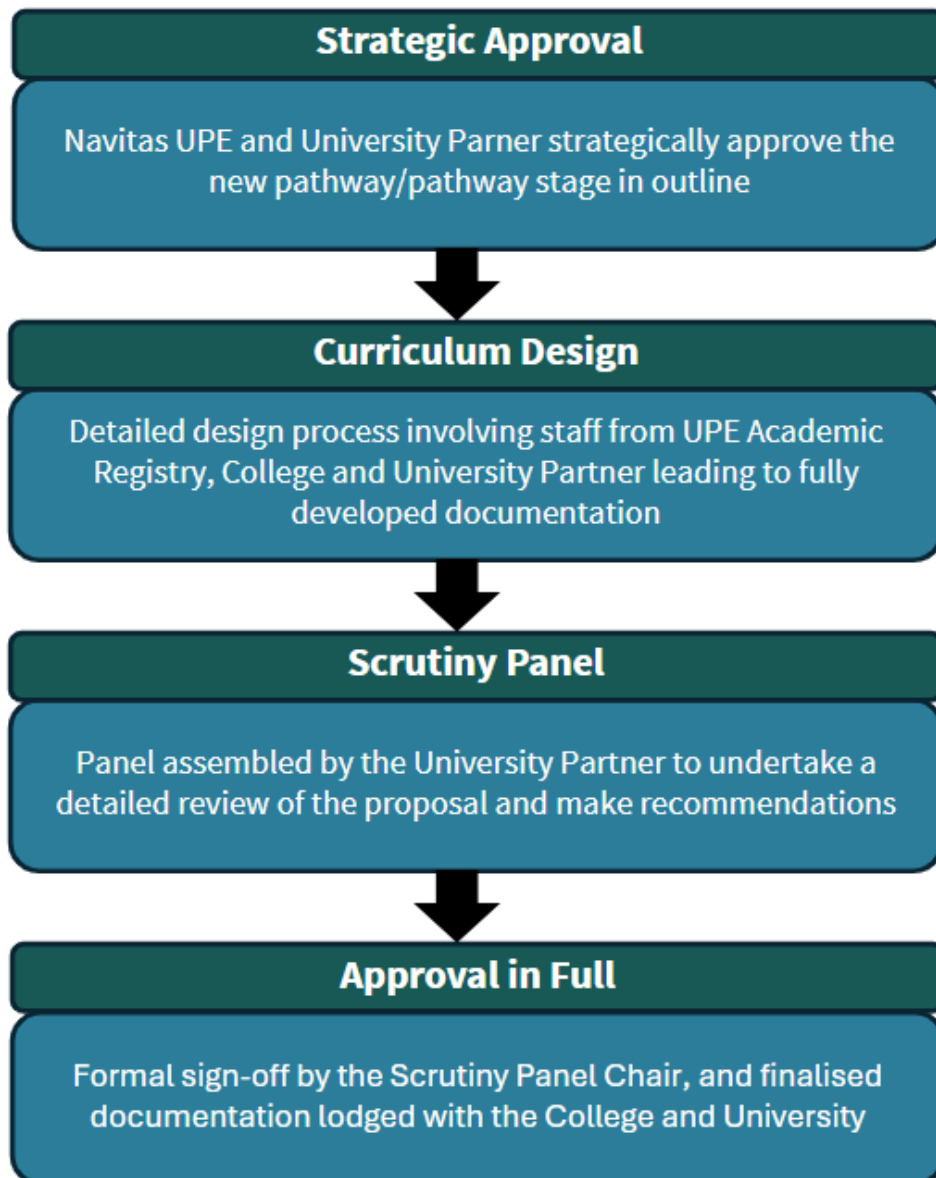 Strategic Approval
Navitas UPE and University Parner strategically approve the
new pathway/pathway stage in outline
Curriculum Design
Detailed design process involving staff from UPE Academic
Registry, College and University Partner leading to fully
developed documentation
Scrutiny Panel
Panel assembled by the University Partner to undertake a
detailed review of the proposal and make recommendations
Approval in Full
Formal sign-off by the Scrutiny Panel Chair, and finalised
documentation lodged with the College and University